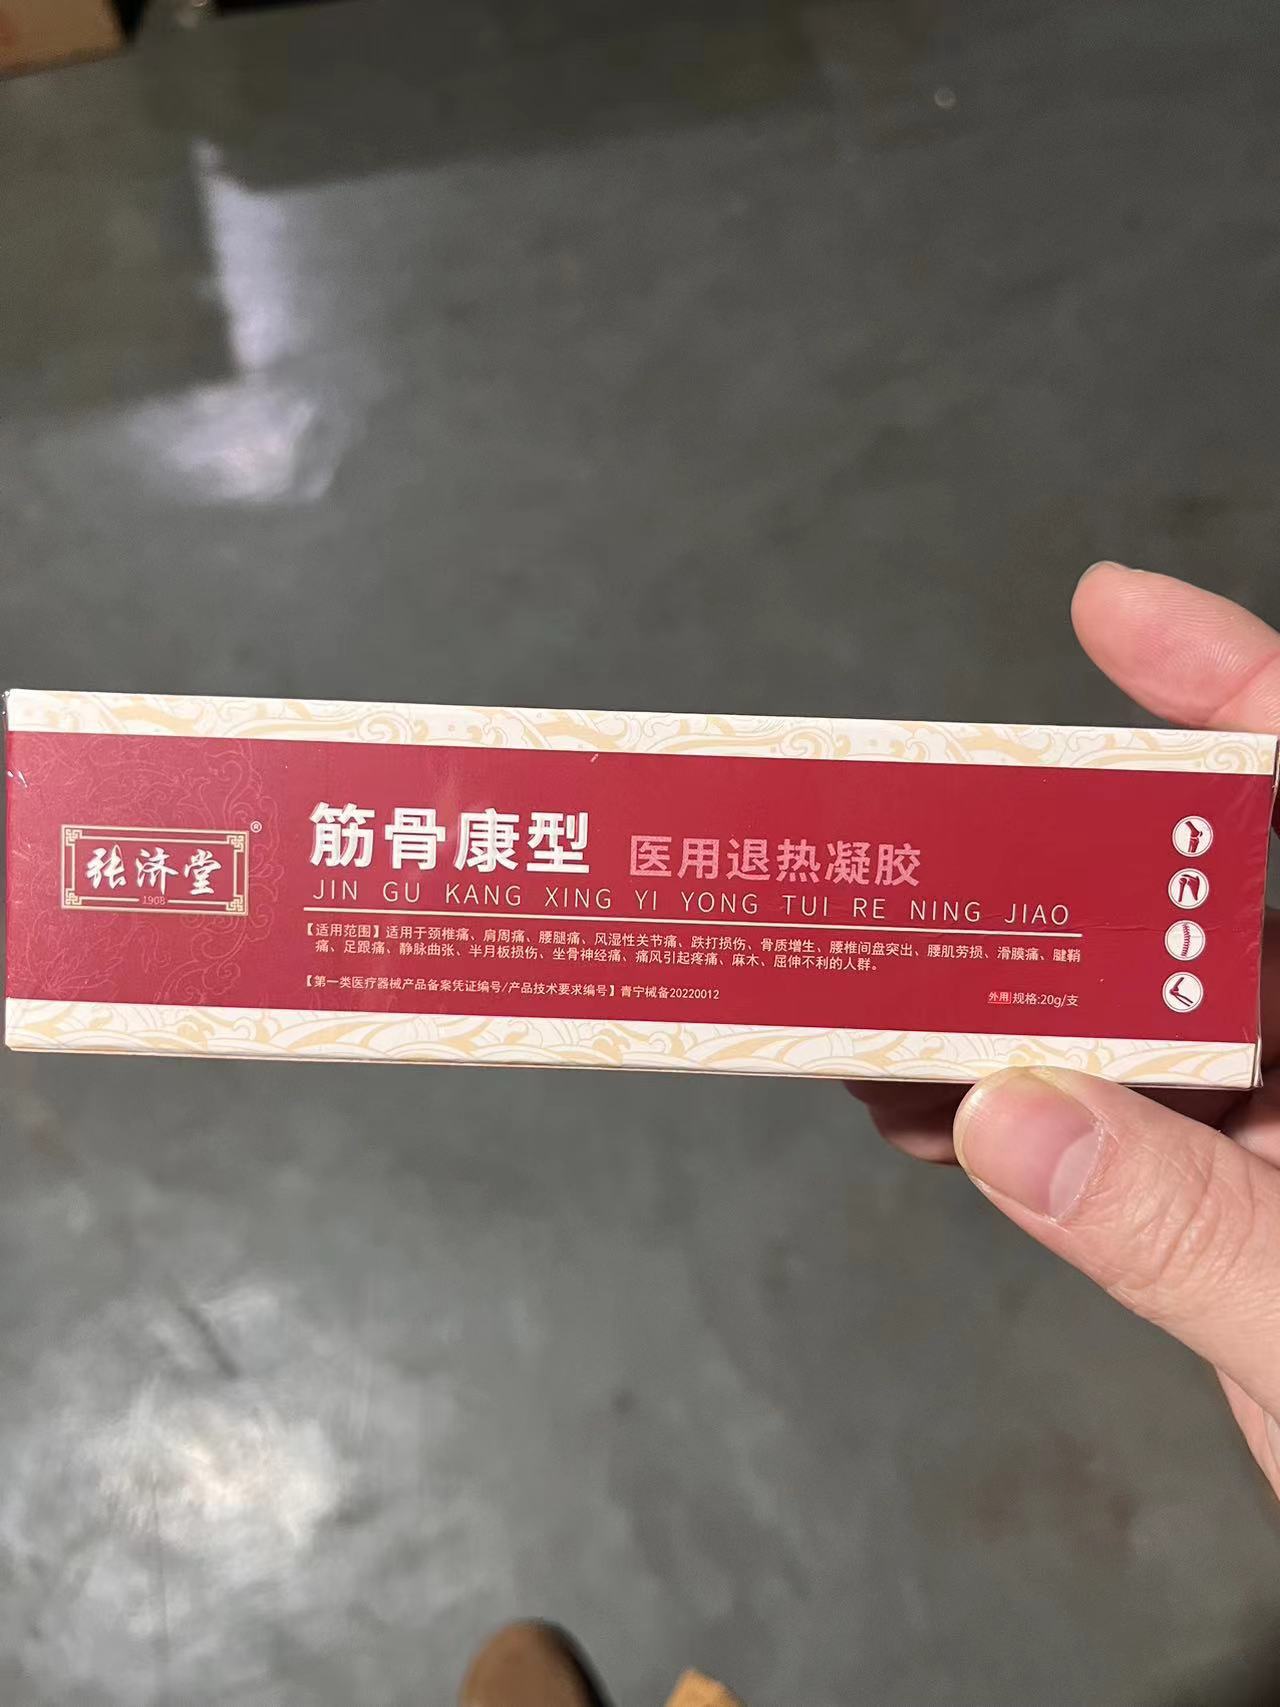 张济堂®
1908
筋骨康型 医用退热凝胶
JIN GU KANG XING YI YONG TUI RE NING JIAO
【适用范围】适用于颈椎痛、肩周痛、腰腿痛、风湿性关节痛、跌打损伤、骨质增生、腰椎间盘突出、腰肌劳损、滑膜痛、腱鞘
痛、足跟痛、静脉曲张、半月板损伤、坐骨神经痛、痛风引起疼痛、麻木、屈伸不利的人群。
【第一类医疗器械产品备案凭证编号/产品技术要求编号】青宁械备20220012
外用 规格:20g/支